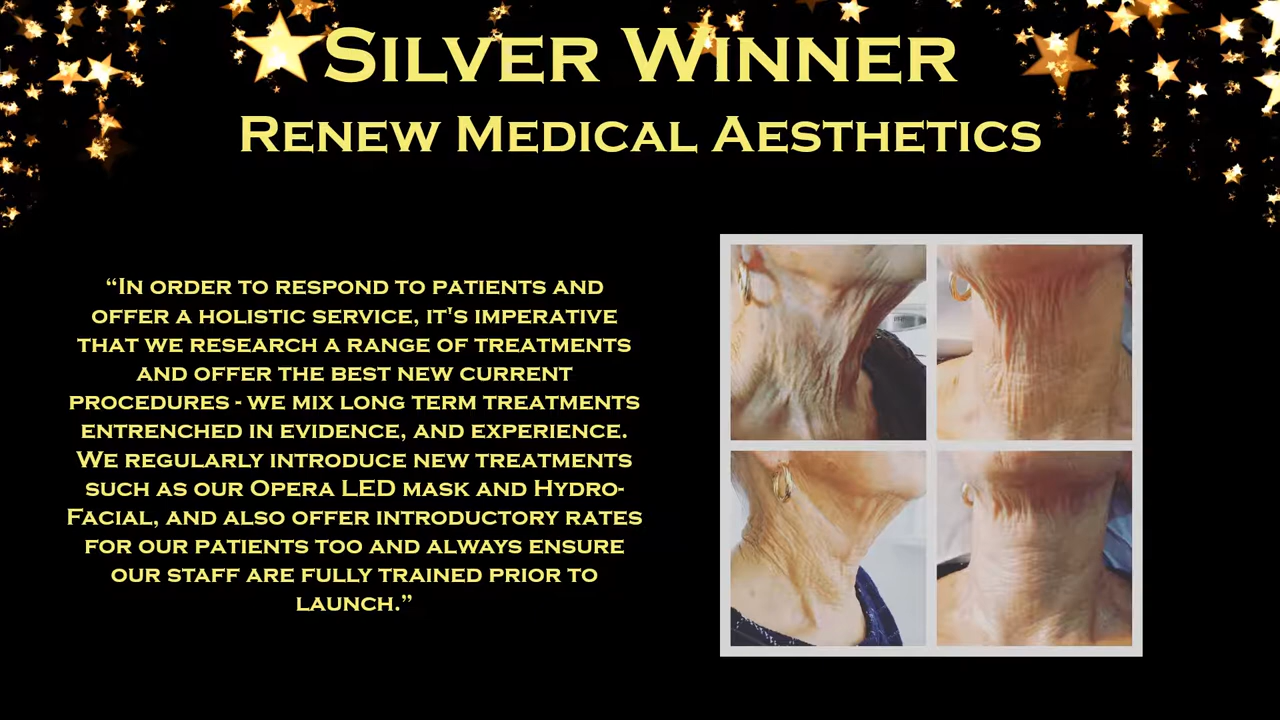 Silver Winner
Renew Medical Aesthetics
“In order to respond to patients and
offer a holistic service, it's imperative
that we research a range of treatments
and offer the best new current
procedures - we mix long term treatments
entrenched in evidence, and experience.
We regularly introduce new treatments
such as our Opera LED mask and Hydro-
Facial, and also offer introductory rates
for our patients too and always ensure
our staff are fully trained prior to
launch.”